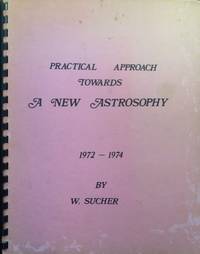 PRACTICAL APPROACH
TOWARDS
A NEW ASTROSOPHY
1972 - 1974
BY
W. SUCHER